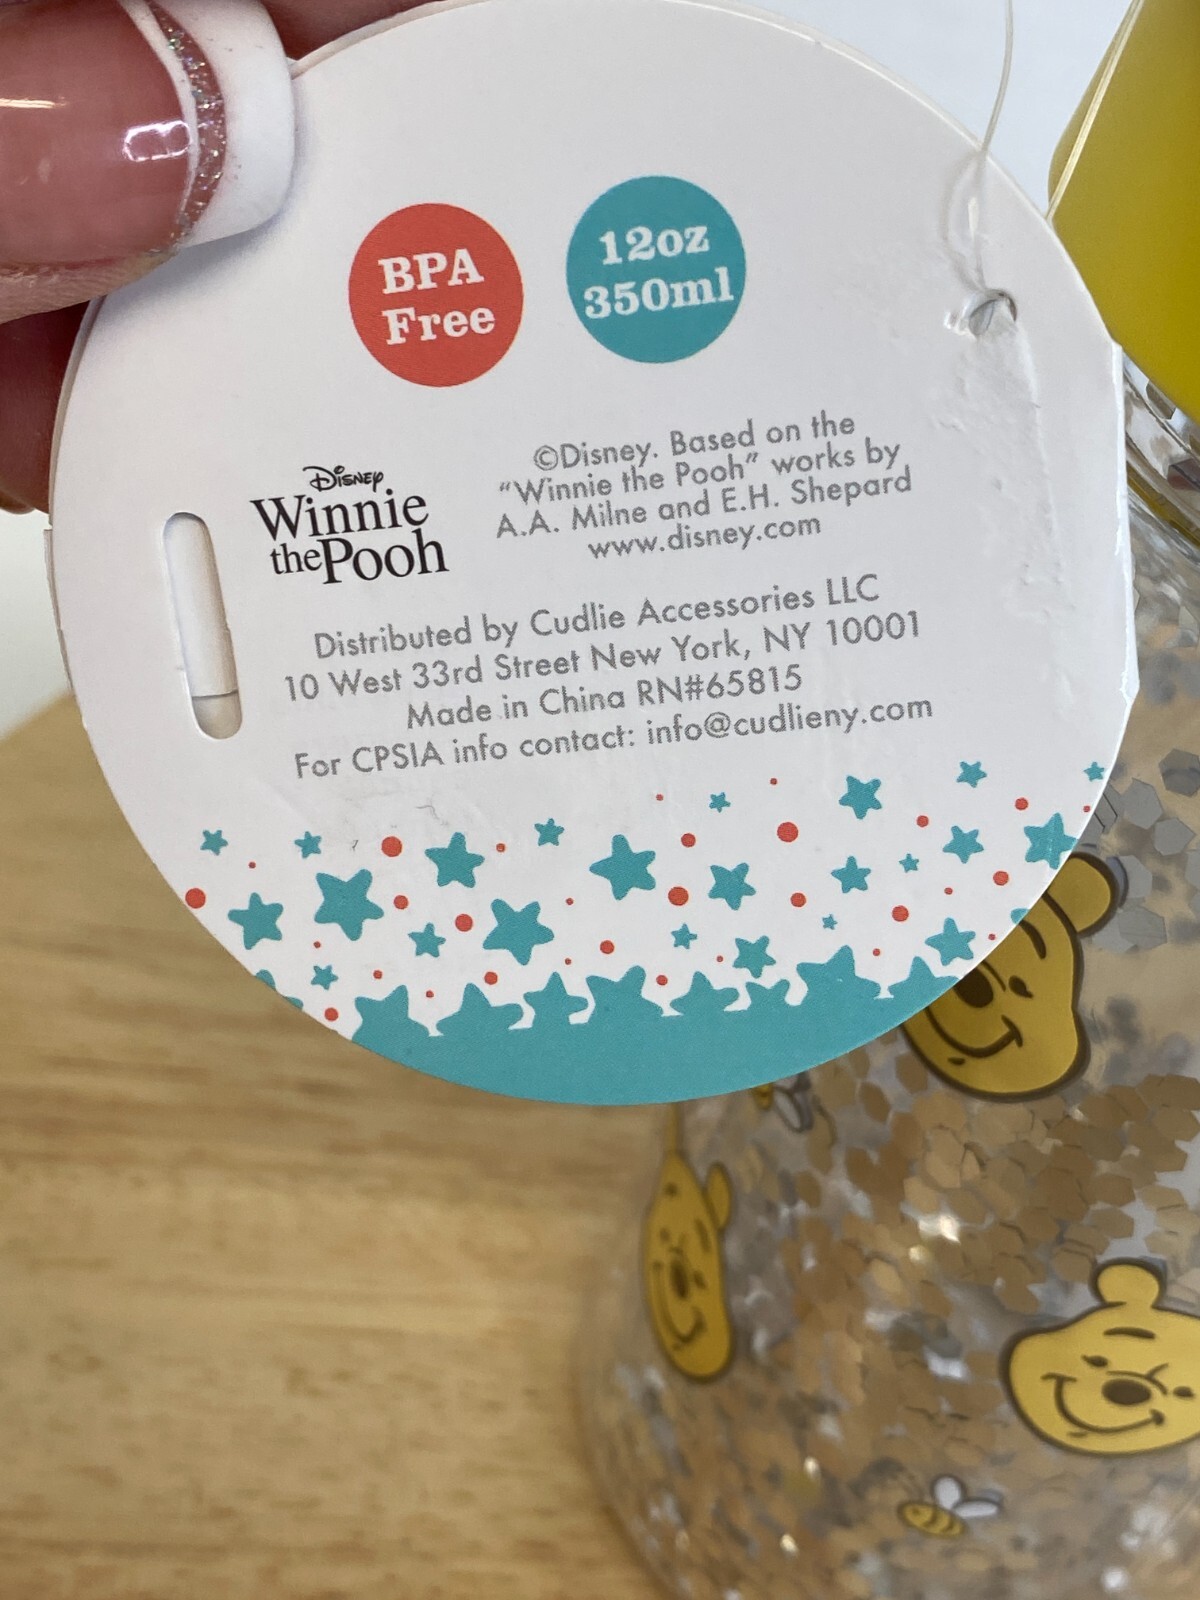 BPA
Free
12oz
350ml
Disney
Winnie
the Pooh
©Disney. Based on the
"Winnie the Pooh" works by
A.A. Milne and E.H. Shepard
www.disney.com
Distributed by Cudlie Accessories LLC
10 West 33rd Street New York, NY 10001
Made in China RN#65815
For CPSIA info contact: info@cudlieny.com